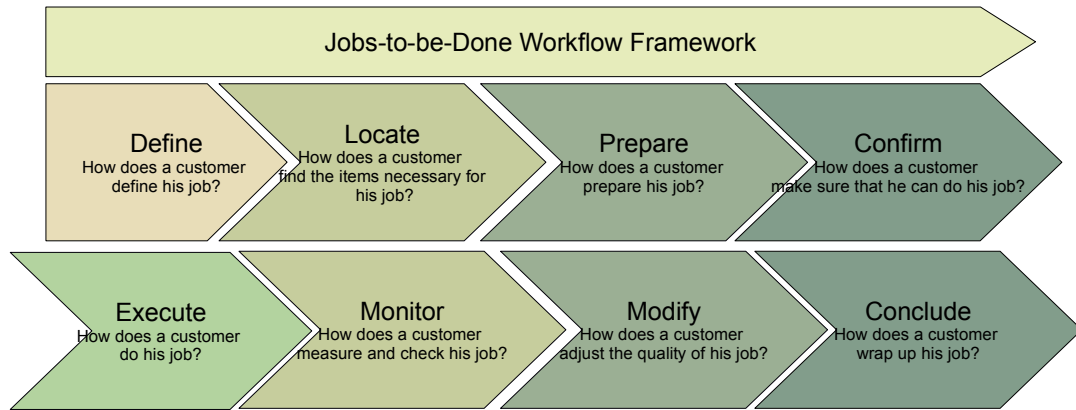 Jobs-to-be-Done Workflow Framework
Define
How does a customer
define his job?
Locate
How does a customer
find the items necessary for
his job?
Prepare
How does a customer
prepare his job?
Confirm
How does a customer
make sure that he can do his job?
Execute
How does a customer
do his job?
Monitor
How does a customer
measure and check his job?
Modify
How does a customer
adjust the quality of his job?
Conclude
How does a customer
wrap up his job?